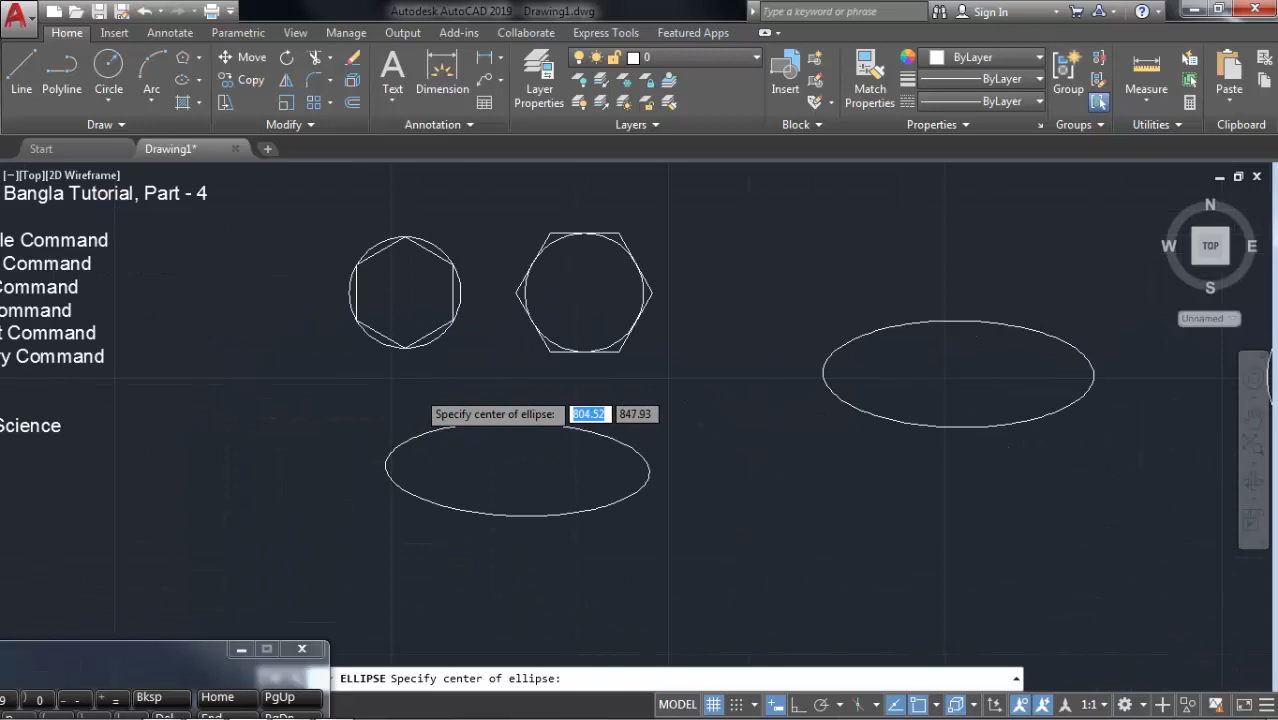 Autodesk AutoCAD 2019 Drawing1.dwg
Type a keyword or phrase
Sign In
Home Insert Annotate Parametric View Manage Output Add-ins Collaborate Express Tools Featured Apps
Move
0
ByLayer
Copy
ByLayer
ByLayer
Line Polyline Circle Arc Text Dimension Layer Properties Insert Match Properties Group Measure Paste
Draw Modify Annotation Layers Block Properties Groups Utilities Clipboard
Start Drawing1*
[−][Top][2D Wireframe]
Bangla Tutorial, Part - 4
le Command
Command
Command
ommand
t Command
ry Command
Science
N
W TOP E
S
Unnamed
Specify center of ellipse: 804.52 847.93
9 ) 0 - - + = Bksp Home PgUp
ELLIPSE Specify center of ellipse:
MODEL 1:1